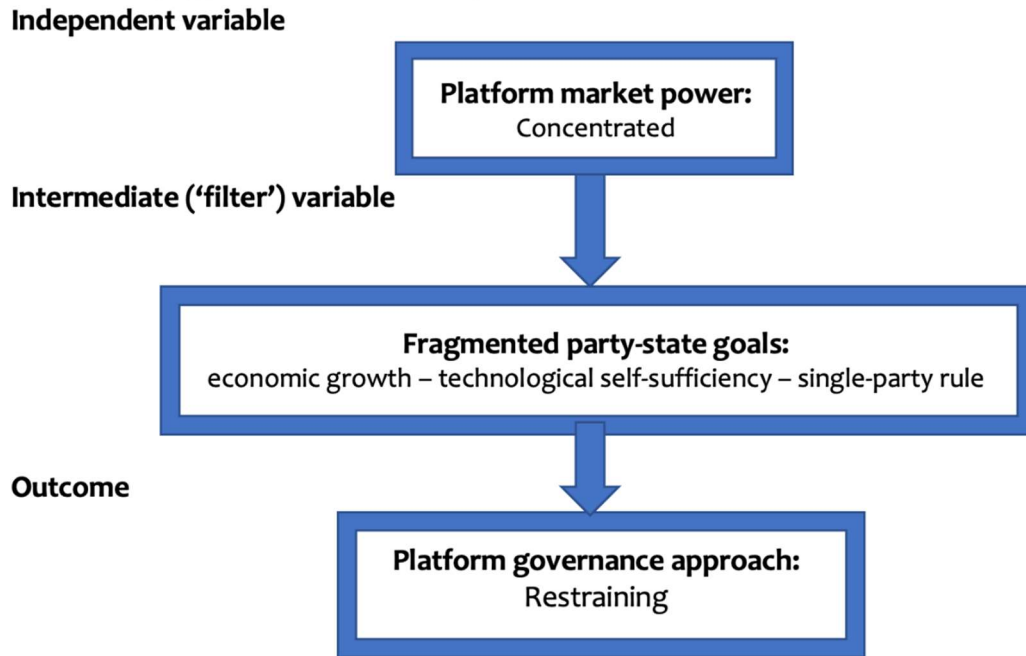 Independent variable
Platform market power:
Concentrated
Intermediate (‘filter’) variable
Fragmented party-state goals:
economic growth – technological self-sufficiency – single-party rule
Outcome
Platform governance approach:
Restraining